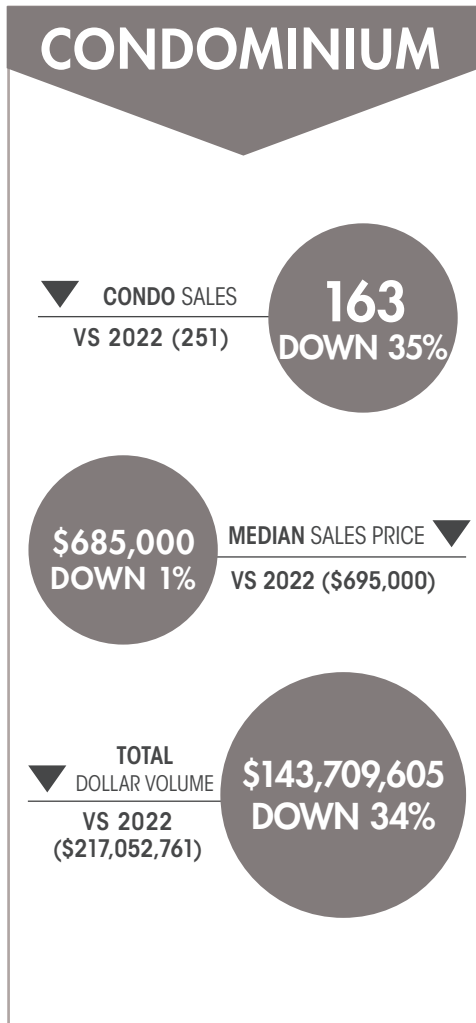 CONDOMINIUM
CONDO SALES
VS 2022 (251)
163
DOWN 35%
$685,000
DOWN 1%
MEDIAN SALES PRICE
VS 2022 ($695,000)
TOTAL
DOLLAR VOLUME
VS 2022
($217,052,761)
$143,709,605
DOWN 34%